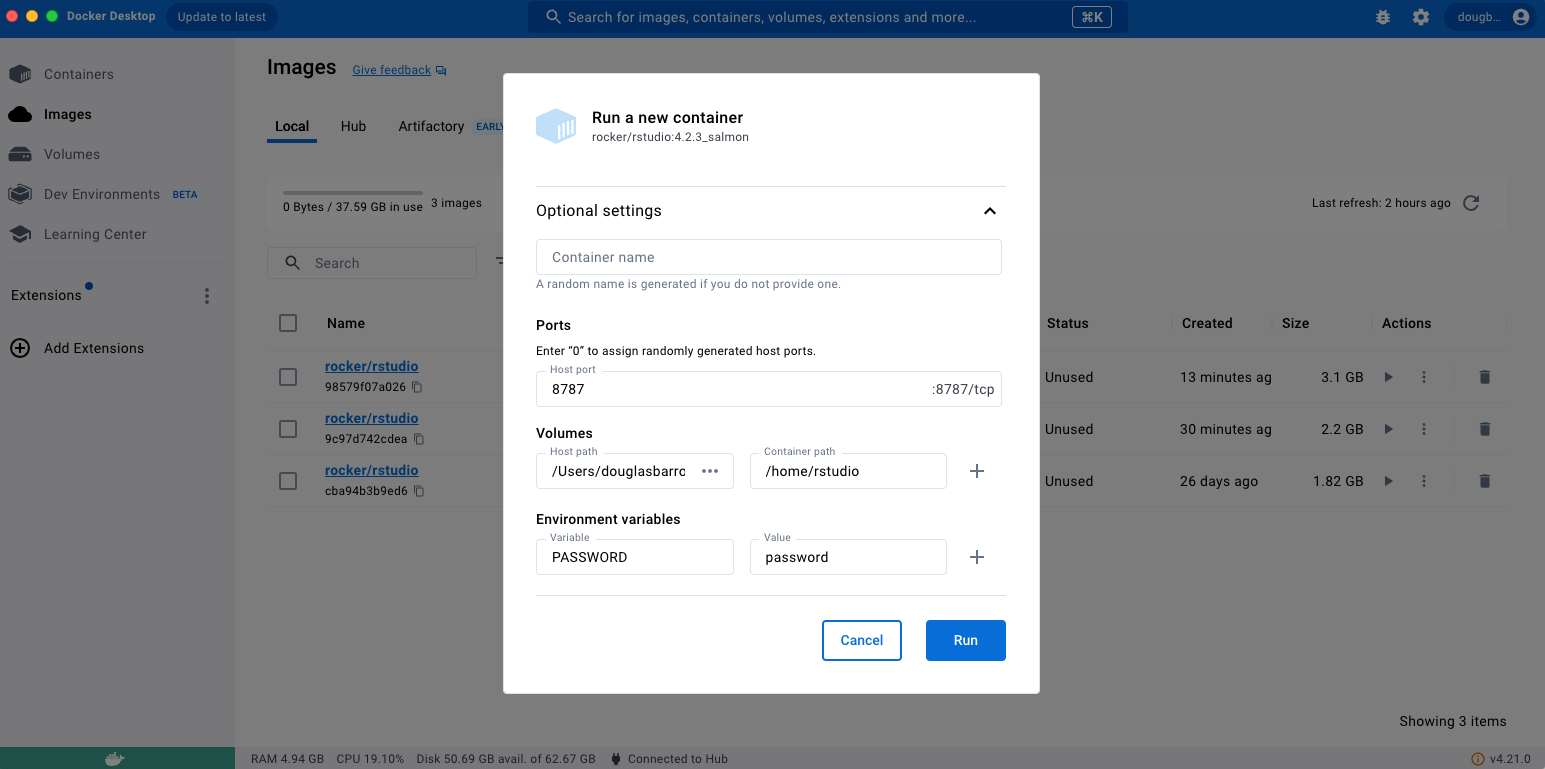 Docker Desktop
Update to latest
Search for images, containers, volumes, extensions and more...
⌘K
dougb...
Containers
Images
Volumes
Dev Environments BETA
Learning Center
Extensions
Add Extensions
Images Give feedback
Local Hub Artifactory EARLY
0 Bytes / 37.59 GB in use 3 images
Last refresh: 2 hours ago
Search
Name Status Created Size Actions
rocker/rstudio
98579f07a026
Unused 13 minutes ag 3.1 GB
rocker/rstudio
9c97d742cdea
Unused 30 minutes ag 2.2 GB
rocker/rstudio
cba94b3b9ed6
Unused 26 days ago 1.82 GB
Showing 3 items
Run a new container
rocker/rstudio:4.2.3_salmon
Optional settings
Container name
A random name is generated if you do not provide one.
Ports
Enter “0” to assign randomly generated host ports.
Host port
8787 :8787/tcp
Volumes
Host path Container path
/Users/douglasbarro ••• /home/rstudio
Environment variables
Variable Value
PASSWORD password
Cancel Run
RAM 4.94 GB CPU 19.10% Disk 50.69 GB avail. of 62.67 GB Connected to Hub
v4.21.0